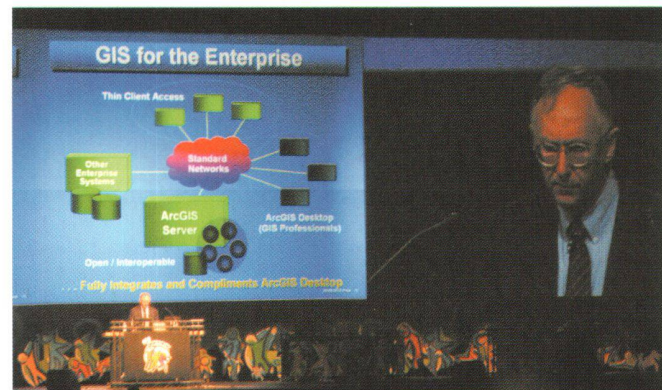 GIS for the Enterprise
Thin Client Access
Other
Enterprise
Systems
Standard
Networks
ArcGIS
Server
ArcGIS Desktop
(GIS Professionals)
Open / Interoperable
... Fully Integrates and Compliments ArcGIS Desktop